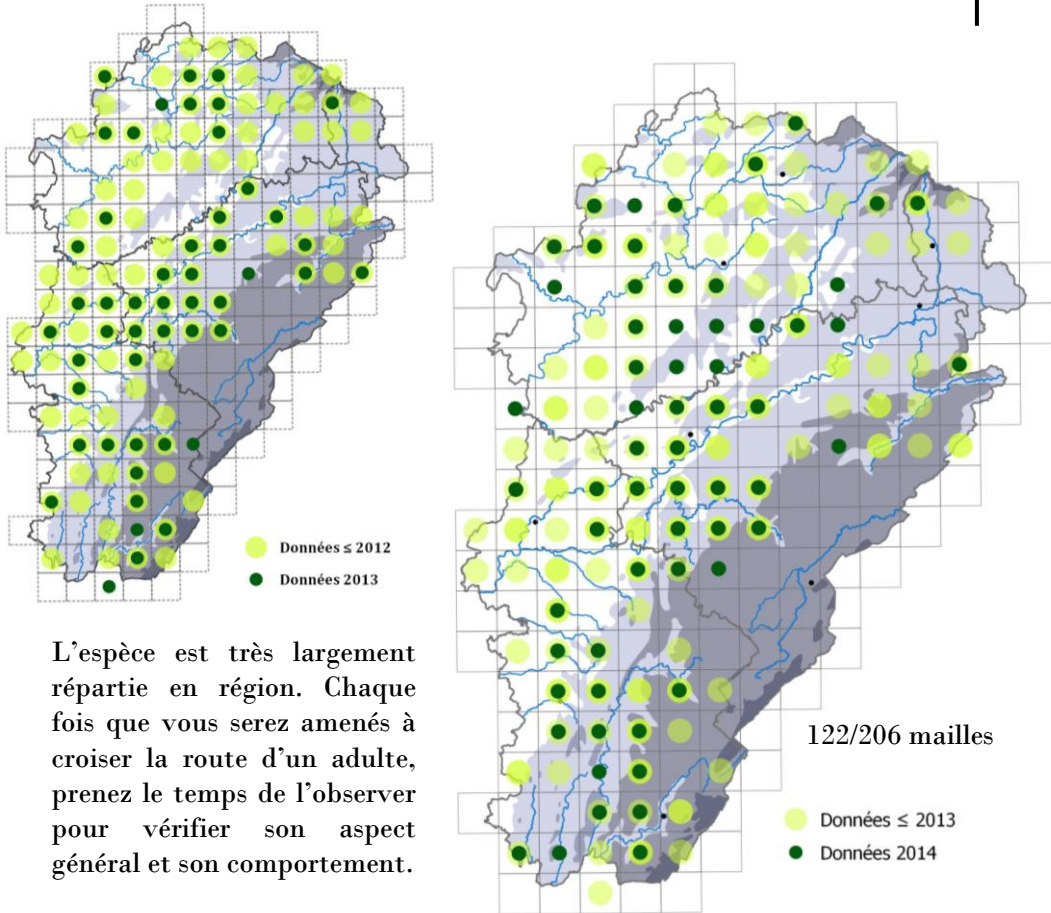 Données ≤ 2012
Données 2013
L'espèce est très largement
répartie en région. Chaque
fois que vous serez amenés à
croiser la route d'un adulte,
prenez le temps de l'observer
pour vérifier son aspect
général et son comportement.
122/206 mailles
Données ≤ 2013
Données 2014